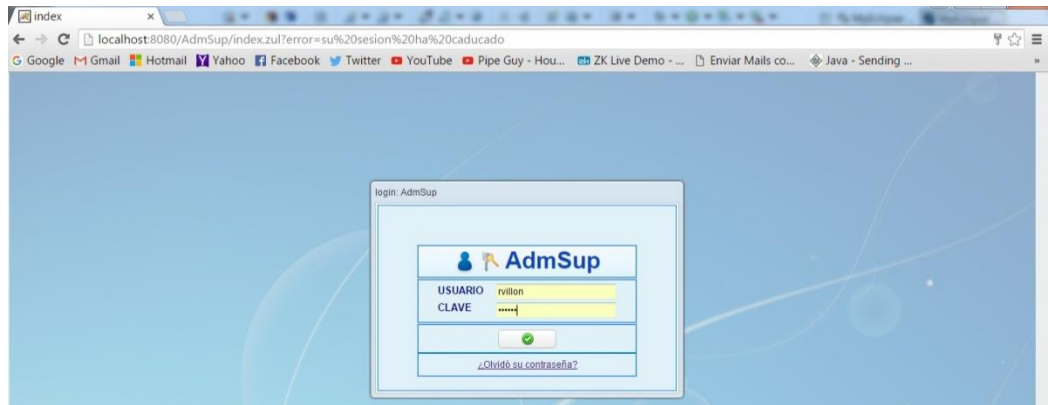 index
localhost:8080/AdmSup/index.zul?error=su%20sesion%20ha%20caducado
Google Gmail Hotmail Yahoo Facebook Twitter YouTube Pipe Guy - Hou... ZK Live Demo - ... Enviar Mails co... Java - Sending ... »
login: AdmSup
AdmSup
USUARIO rvillon
CLAVE ••••••
¿Olvidó su contraseña?